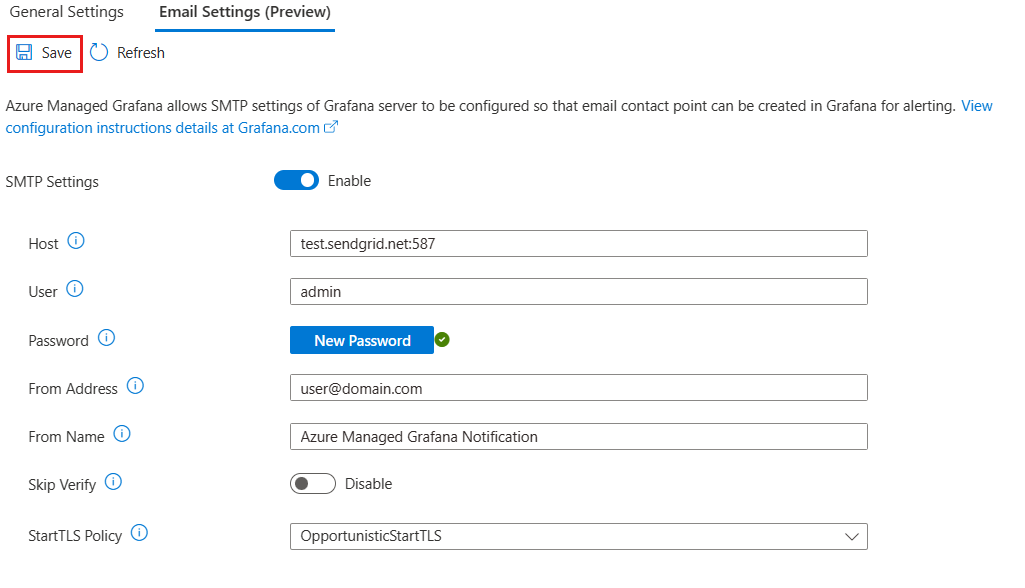 General Settings Email Settings (Preview)
Save Refresh
Azure Managed Grafana allows SMTP settings of Grafana server to be configured so that email contact point can be created in Grafana for alerting. View
configuration instructions details at Grafana.com
SMTP Settings Enable
Host test.sendgrid.net:587
User admin
Password New Password
From Address user@domain.com
From Name Azure Managed Grafana Notification
Skip Verify Disable
StartTLS Policy OpportunisticStartTLS